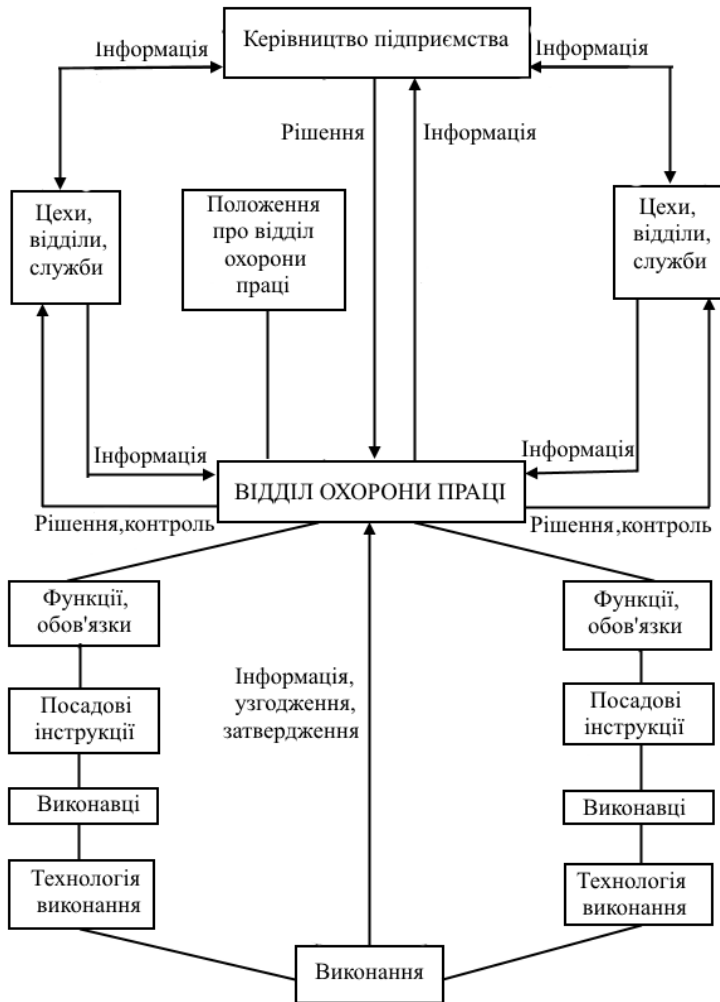 Керівництво підприємства
Інформація
Інформація
Рішення
Інформація
Цехи,
відділи,
служби
Положення
про відділ
охорони
праці
Цехи,
відділи,
служби
Інформація
Інформація
ВІДДІЛ ОХОРОНИ ПРАЦІ
Рішення,контроль
Рішення,контроль
Функції,
обов'язки
Функції,
обов'язки
Інформація,
узгодження,
затвердження
Посадові
інструкції
Посадові
інструкції
Виконавці
Виконавці
Технологія
виконання
Технологія
виконання
Виконання